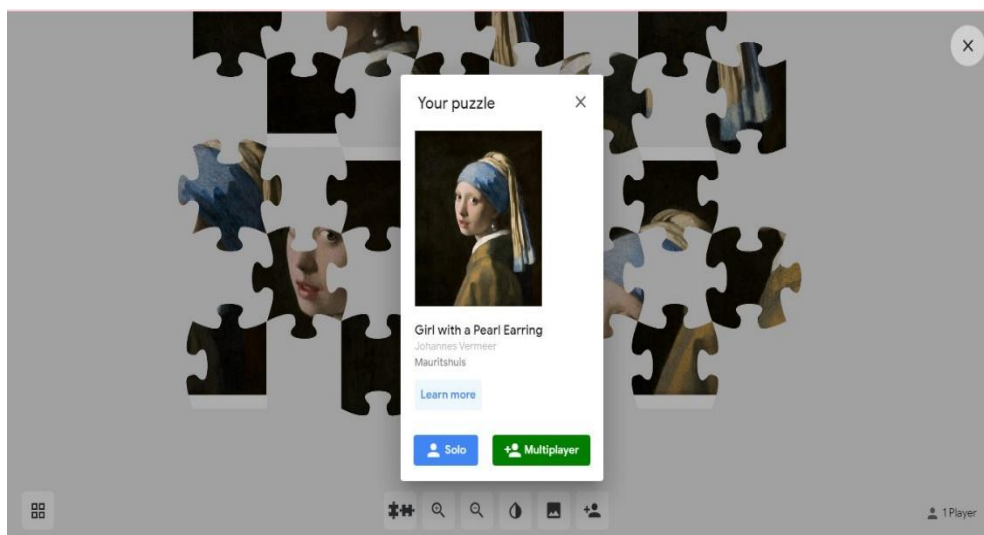 Your puzzle
Girl with a Pearl Earring
Johannes Vermeer
Mauritshuis
Learn more
Solo
Multiplayer
1 Player